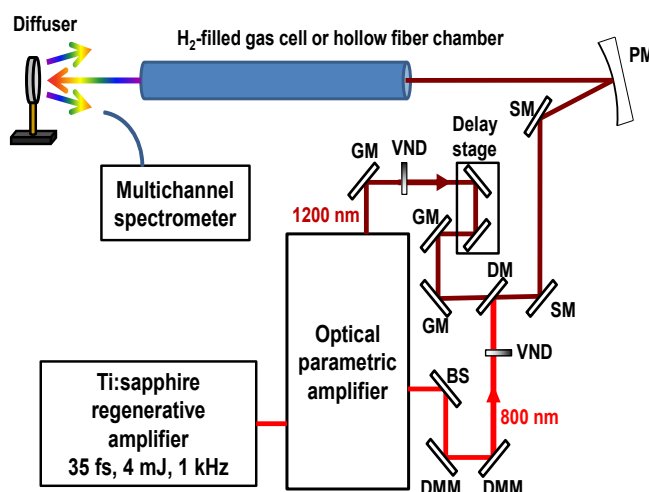 Diffuser
H₂-filled gas cell or hollow fiber chamber
PM
SM
Delay
stage
VND
GM
Multichannel
spectrometer
1200 nm
GM
DM
GM
SM
Optical
parametric
amplifier
VND
BS
800 nm
Ti:sapphire
regenerative
amplifier
35 fs, 4 mJ, 1 kHz
DMM
DMM